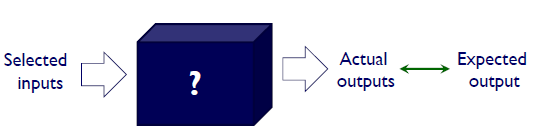 Selected
inputs
?
Actual
outputs
Expected
output